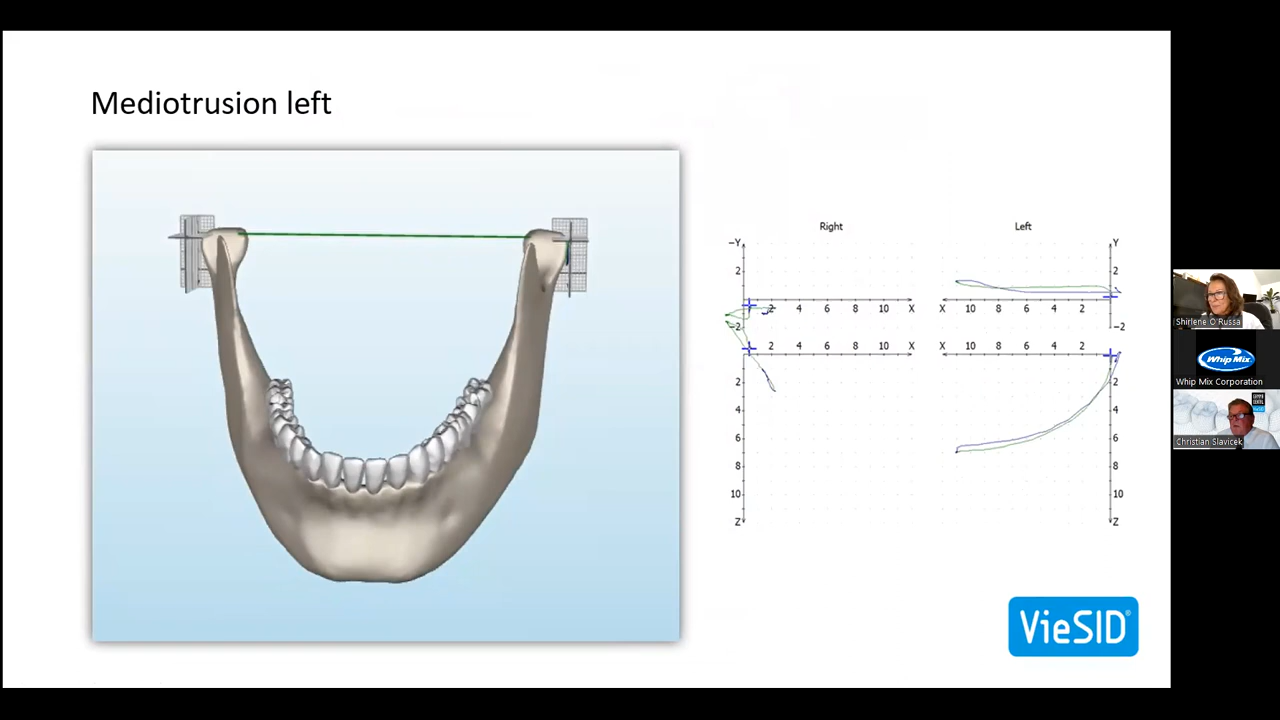 Mediotrusion left
Right
Left
−Y
Y
2
2
2 4 6 8 10 X
X 10 8 6 4 2
−2
−2
2 4 6 8 10 X
X 10 8 6 4 2
2
4
6
8
10
Z
2
4
6
8
10
Z
VieSID®
Shirlene O'Russa
Whip Mix
Whip Mix Corporation
Christian Slavicek